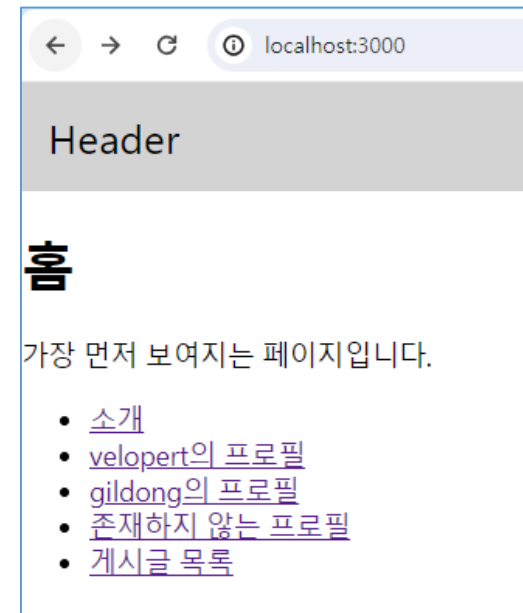 localhost:3000
Header
홈
가장 먼저 보여지는 페이지입니다.
소개
velopert의 프로필
gildong의 프로필
존재하지 않는 프로필
게시글 목록